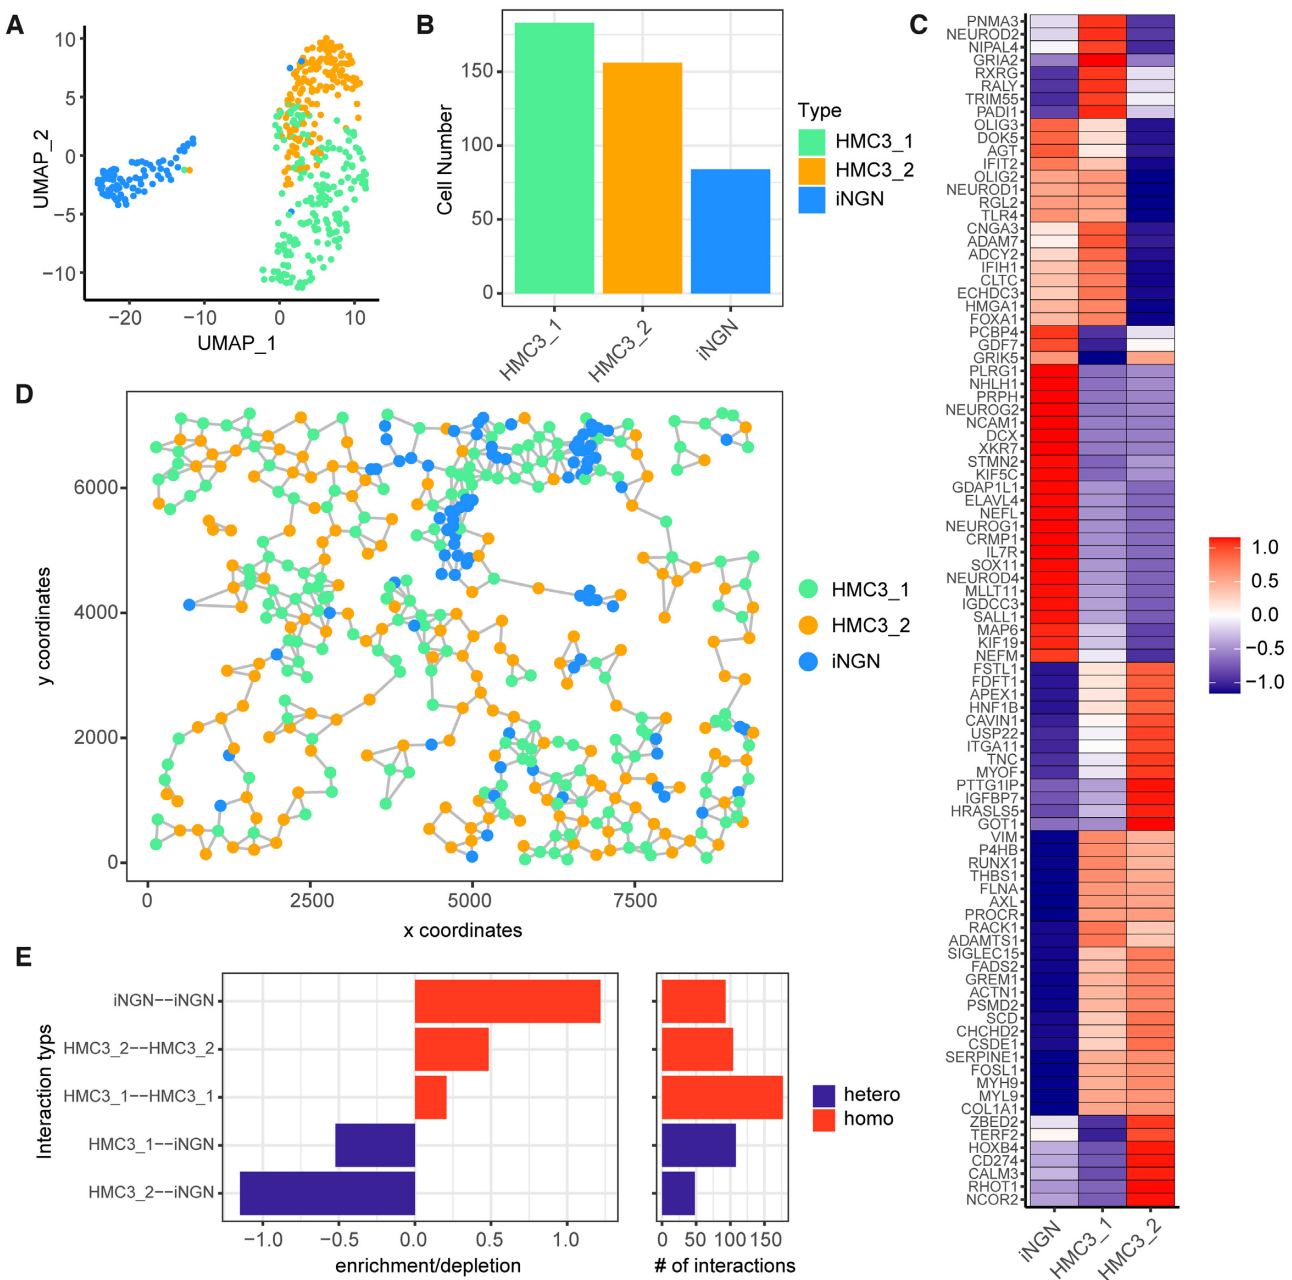 A
10
5
0
−5
−10
UMAP_2
−20
−10
0
10
UMAP_1
B
150
100
50
0
Cell Number
HMC3_1
HMC3_2
iNGN
Type
HMC3_1
HMC3_2
iNGN
C
PNMA3
NEUROD2
NIPAL4
GRIA2
RXRG
RALY
TRIM55
PADI1
OLIG3
DOK5
AGT
IFIT2
OLIG2
NEUROD1
RGL2
TLR4
CNGA3
ADAM7
ADCY2
IFIH1
CLTC
ECHDC3
HMGA1
FOXA1
PCBP4
GDF7
GRIK5
PLRG1
NHLH1
PRPH
NEUROG2
NCAM1
DCX
XKR7
STMN2
KIF5C
GDAP1L1
ELAVL4
NEFL
NEUROG1
CRMP1
IL7R
SOX11
NEUROD4
MLLT11
IGDCC3
SALL1
MAP6
KIF19
NEFM
FSTL1
FDFT1
APEX1
HNF1B
CAVIN1
USP22
ITGA11
TNC
MYOF
PTTG1IP
IGFBP7
HRASLS5
GOT1
VIM
P4HB
RUNX1
THBS1
FLNA
AXL
PROCR
RACK1
ADAMTS1
SIGLEC15
FADS2
GREM1
ACTN1
PSMD2
SCD
CHCHD2
CSDE1
SERPINE1
FOSL1
MYH9
MYL9
COL1A1
ZBED2
TERF2
HOXB4
CD274
CALM3
RHOT1
NCOR2
iNGN
HMC3_1
HMC3_2
1.0
0.5
0.0
−0.5
−1.0
D
6000
4000
2000
0
y coordinates
0
2500
5000
7500
x coordinates
HMC3_1
HMC3_2
iNGN
E
Interaction typs
iNGN−−iNGN
HMC3_2−−HMC3_2
HMC3_1−−HMC3_1
HMC3_1−−iNGN
HMC3_2−−iNGN
−1.0
−0.5
0.0
0.5
1.0
enrichment/depletion
0
50
100
150
# of interactions
hetero
homo